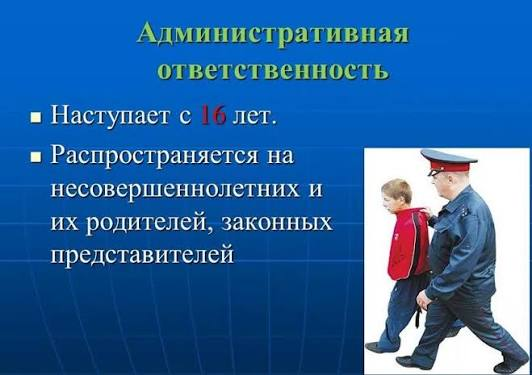 Административная
ответственность
Наступает с 16 лет.
Распространяется на
несовершеннолетних и
их родителей, законных
представителей